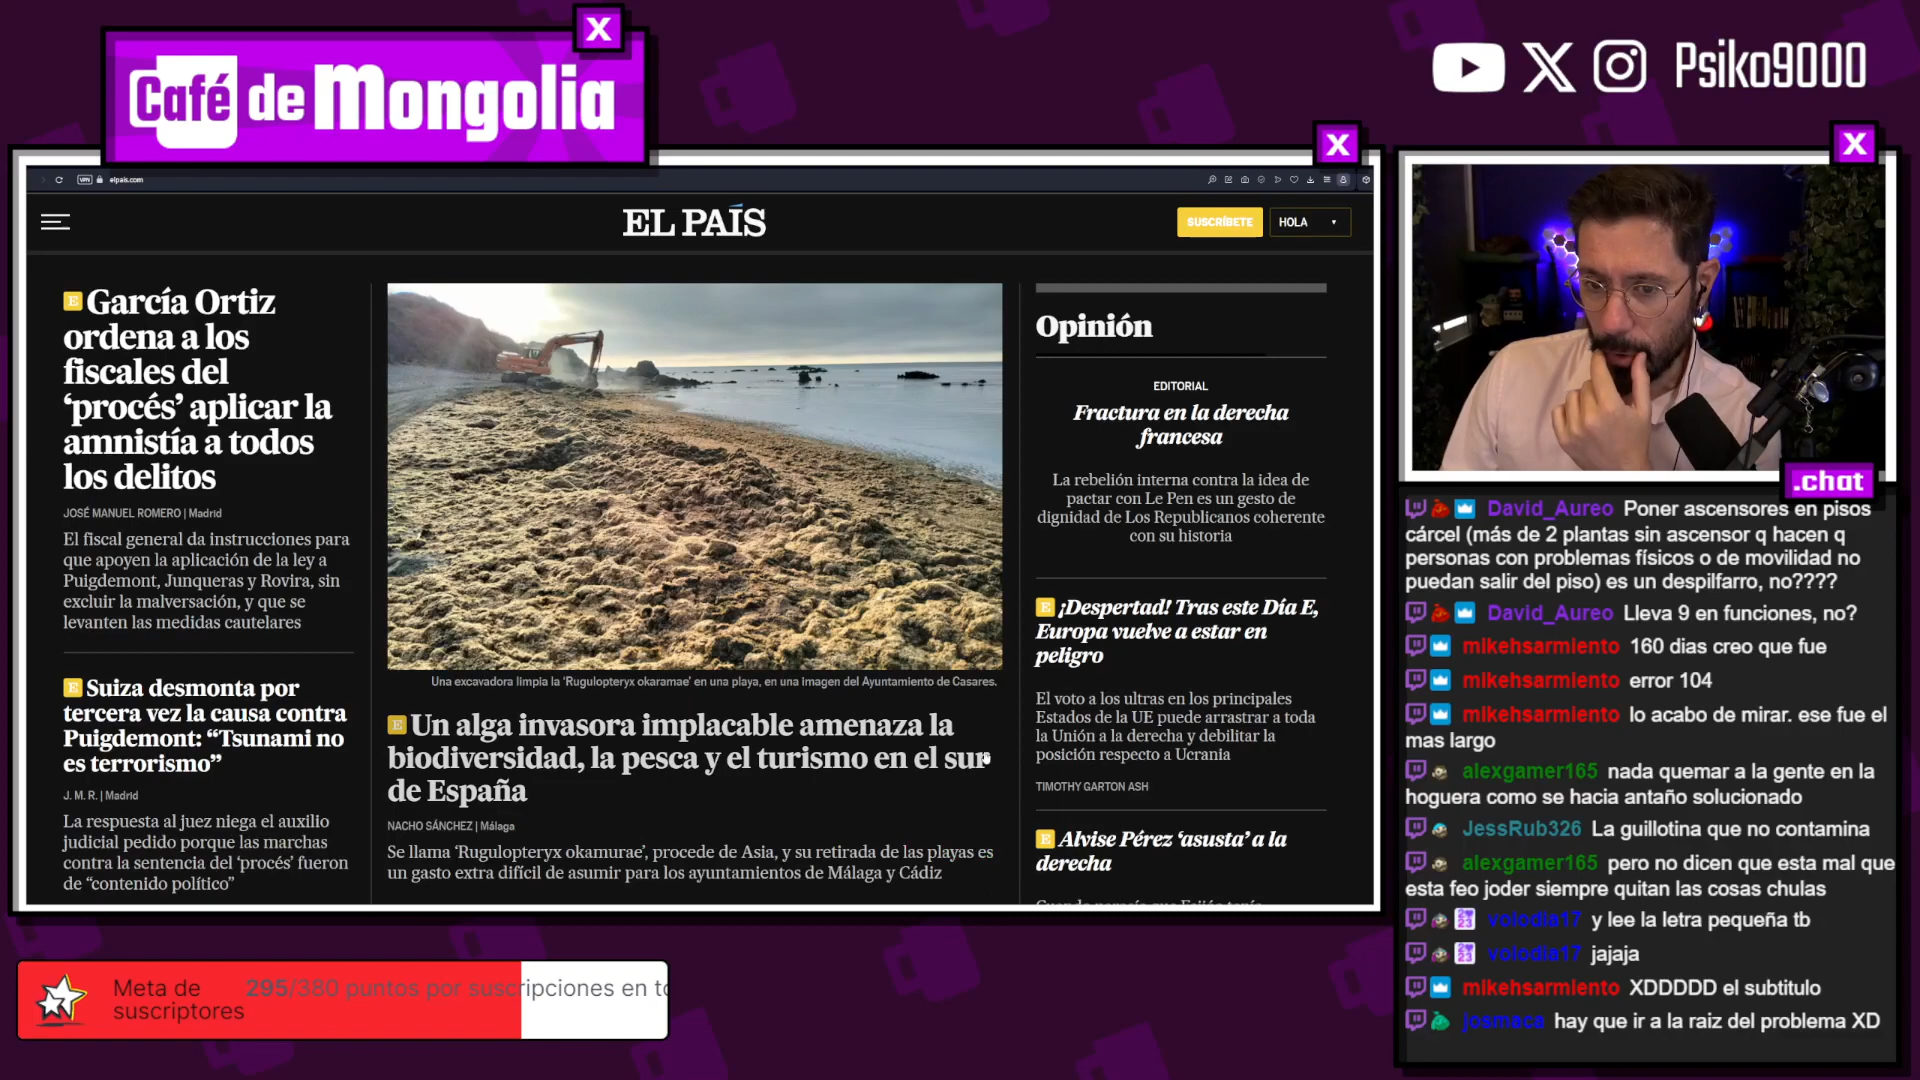 X
Café de Mongolia
Psiko9000
X
X
VPN
elpais.com
EL PAÍS
SUSCRÍBETE
HOLA
E García Ortiz
ordena a los
fiscales del
‘procés’ aplicar la
amnistía a todos
los delitos
JOSÉ MANUEL ROMERO | Madrid
El fiscal general da instrucciones para
que apoyen la aplicación de la ley a
Puigdemont, Junqueras y Rovira, sin
excluir la malversación, y que se
levanten las medidas cautelares
E Suiza desmonta por
tercera vez la causa contra
Puigdemont: “Tsunami no
es terrorismo”
J. M. R. | Madrid
La respuesta al juez niega el auxilio
judicial pedido porque las marchas
contra la sentencia del ‘procés’ fueron
de “contenido político”
Una excavadora limpia la ‘Rugulopteryx okaramae’ en una playa, en una imagen del Ayuntamiento de Casares.
E Un alga invasora implacable amenaza la
biodiversidad, la pesca y el turismo en el sur
de España
NACHO SÁNCHEZ | Málaga
Se llama ‘Rugulopteryx okamurae’, procede de Asia, y su retirada de las playas es
un gasto extra difícil de asumir para los ayuntamientos de Málaga y Cádiz
Opinión
EDITORIAL
Fractura en la derecha
francesa
La rebelión interna contra la idea de
pactar con Le Pen es un gesto de
dignidad de Los Republicanos coherente
con su historia
E ¡Despertad! Tras este Día E,
Europa vuelve a estar en
peligro
El voto a los ultras en los principales
Estados de la UE puede arrastrar a toda
la Unión a la derecha y debilitar la
posición respecto a Ucrania
TIMOTHY GARTON ASH
E Alvise Pérez ‘asusta’ a la
derecha
.chat
David_Aureo Poner ascensores en pisos
cárcel (más de 2 plantas sin ascensor q hacen q
personas con problemas físicos o de movilidad no
puedan salir del piso) es un despilfarro, no????
David_Aureo Lleva 9 en funciones, no?
mikehsarmiento 160 dias creo que fue
mikehsarmiento error 104
mikehsarmiento lo acabo de mirar. ese fue el
mas largo
alexgamer165 nada quemar a la gente en la
hoguera como se hacia antaño solucionado
JessRub326 La guillotina que no contamina
alexgamer165 pero no dicen que esta mal que
esta feo joder siempre quitan las cosas chulas
volodia17 y lee la letra pequeña tb
volodia17 jajaja
mikehsarmiento XDDDDD el subtitulo
josmaca hay que ir a la raiz del problema XD
Meta de
suscriptores
295/380 puntos por suscripciones en to